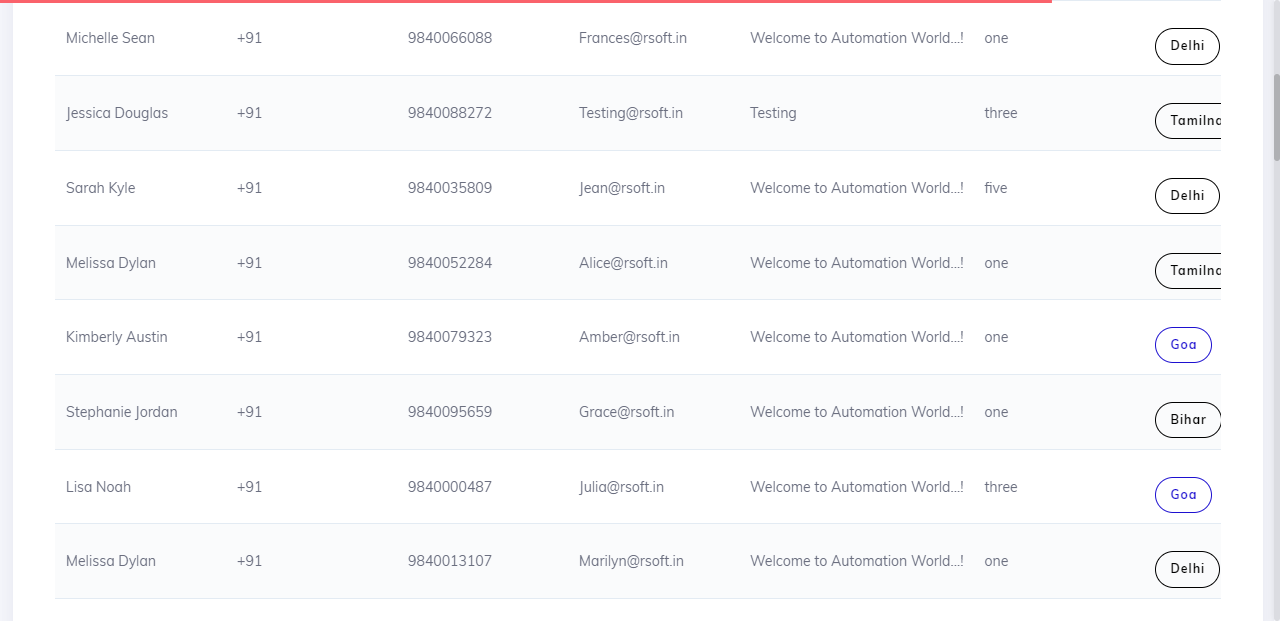 Michelle Sean +91 9840066088 Frances@rsoft.in Welcome to Automation World...! one Delhi
Jessica Douglas +91 9840088272 Testing@rsoft.in Testing three Tamilna
Sarah Kyle +91 9840035809 Jean@rsoft.in Welcome to Automation World...! five Delhi
Melissa Dylan +91 9840052284 Alice@rsoft.in Welcome to Automation World...! one Tamilna
Kimberly Austin +91 9840079323 Amber@rsoft.in Welcome to Automation World...! one Goa
Stephanie Jordan +91 9840095659 Grace@rsoft.in Welcome to Automation World...! one Bihar
Lisa Noah +91 9840000487 Julia@rsoft.in Welcome to Automation World...! three Goa
Melissa Dylan +91 9840013107 Marilyn@rsoft.in Welcome to Automation World...! one Delhi